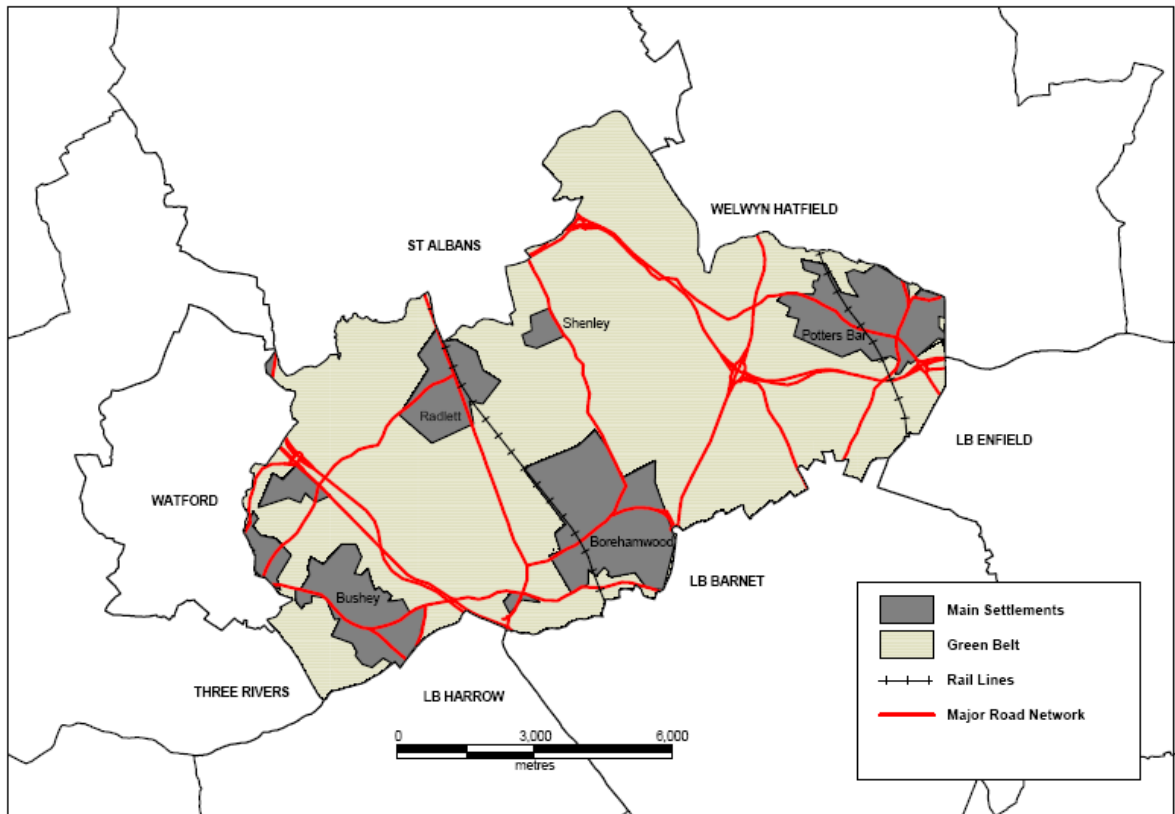 WELWYN HATFIELD
ST ALBANS
Shenley
Potters Bar
Radlett
LB ENFIELD
WATFORD
Borehamwood
LB BARNET
Bushey
THREE RIVERS
LB HARROW
0 3,000 6,000
metres
Main Settlements
Green Belt
Rail Lines
Major Road Network